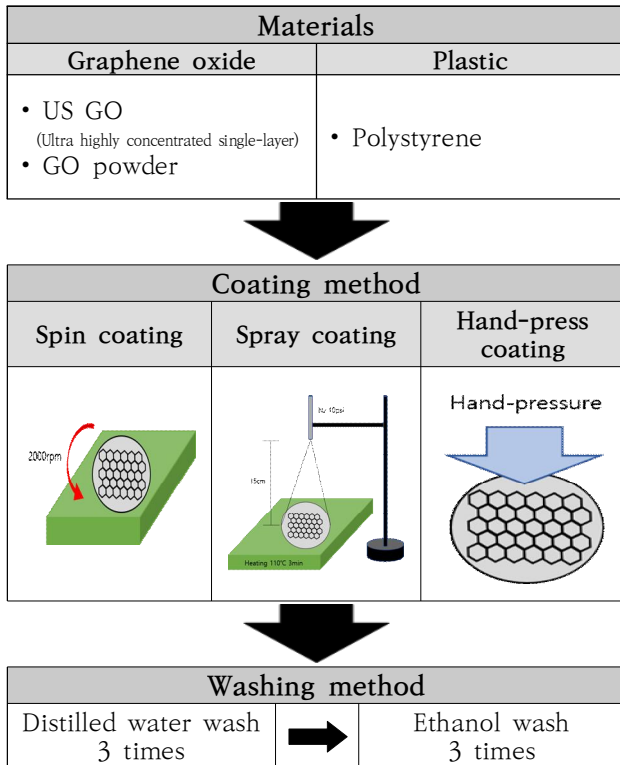 Materials
Graphene oxide
Plastic
• US GO
(Ultra highly concentrated single-layer)
• GO powder
• Polystyrene
Coating method
Spin coating
Spray coating
Hand-press
coating
2000rpm
N₂ 40psi
15cm
Heating 110℃ 3min
Hand-pressure
Washing method
Distilled water wash
3 times
Ethanol wash
3 times